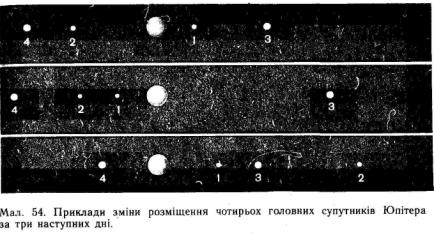 4 2 1 3
4 2 1 3
4 1 3 2
Мал. 54. Приклади зміни розміщення чотирьох головних супутників Юпітера
за три наступних дні.